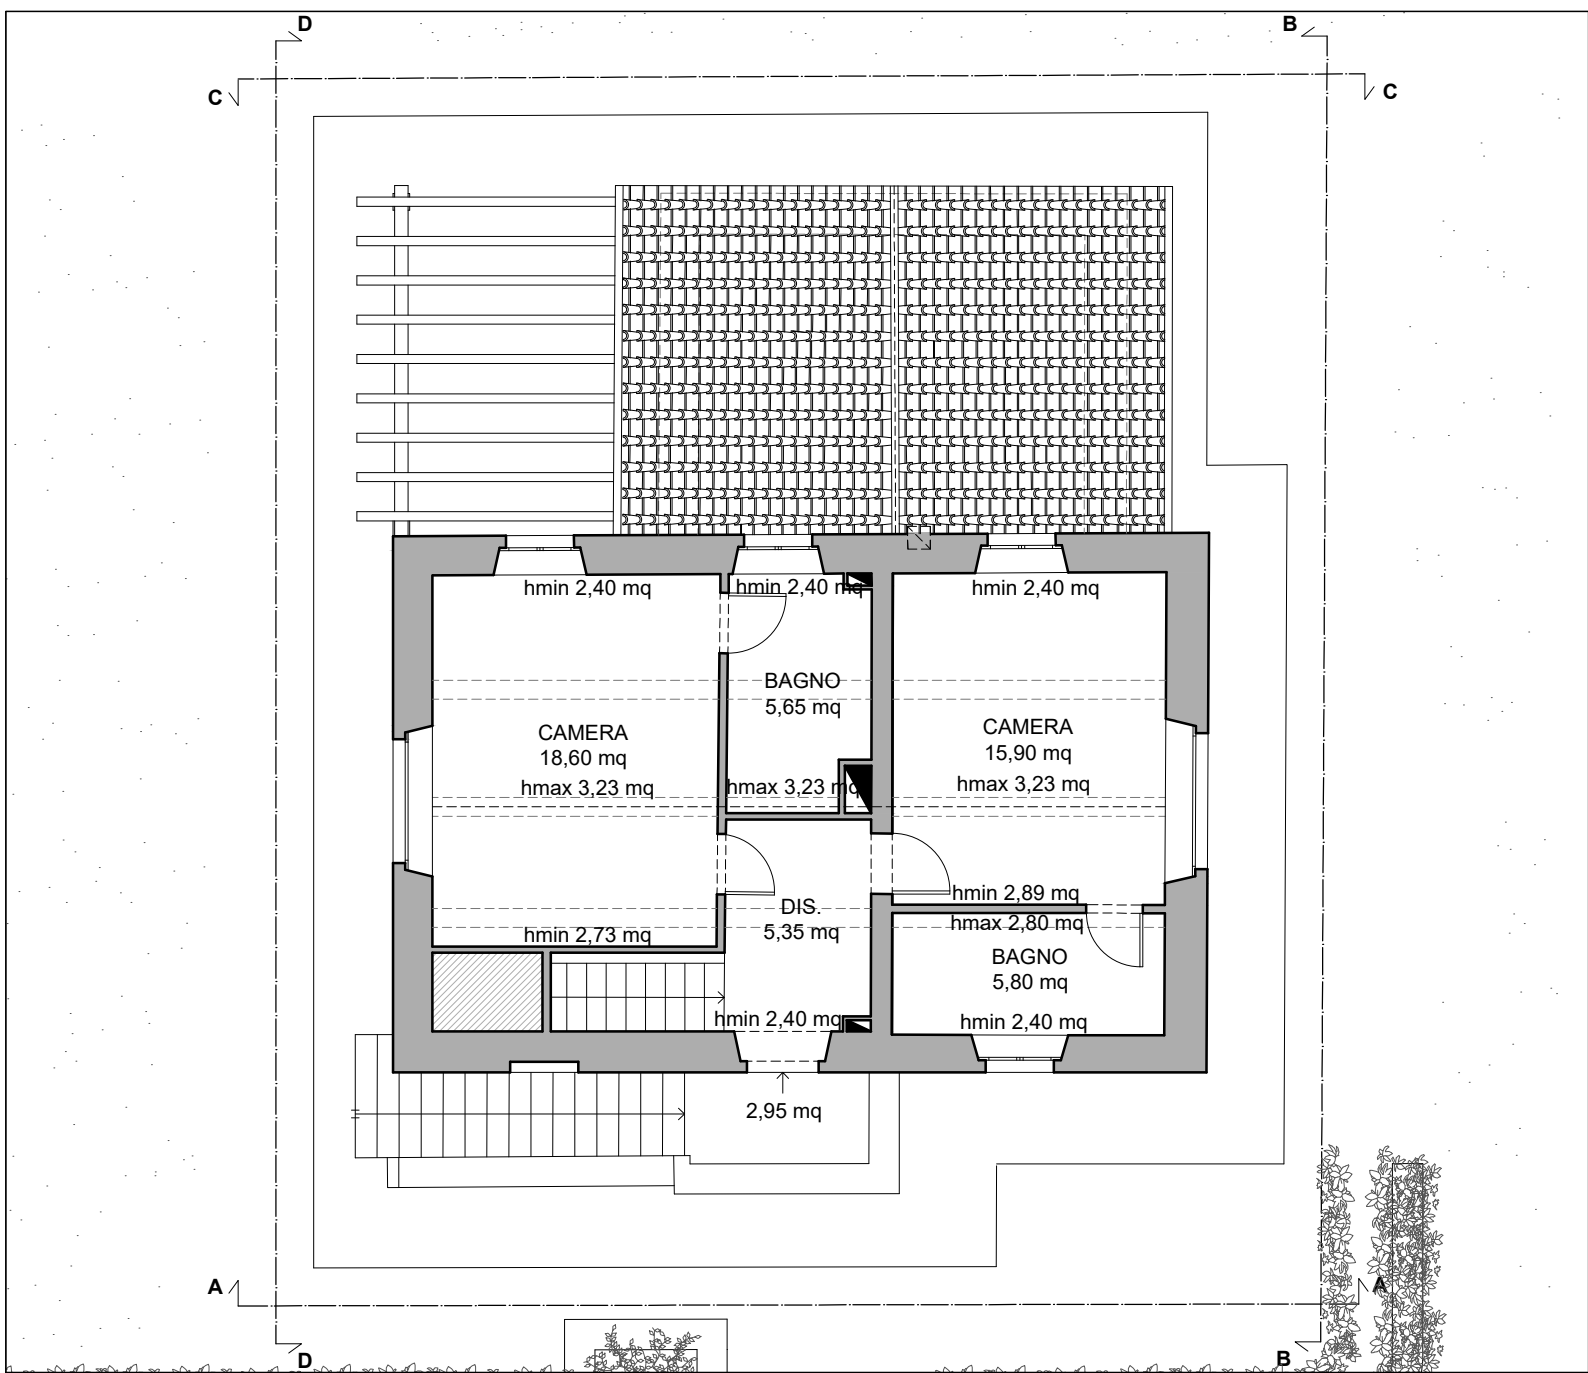 D
B
C
C
hmin 2,40 mq
hmin 2,40 mq
hmin 2,40 mq
BAGNO
5,65 mq
CAMERA
18,60 mq
hmax 3,23 mq
hmax 3,23 mq
CAMERA
15,90 mq
hmax 3,23 mq
hmin 2,89 mq
hmax 2,80 mq
DIS.
5,35 mq
hmin 2,73 mq
BAGNO
5,80 mq
hmin 2,40 mq
hmin 2,40 mq
2,95 mq
A
A
D
B